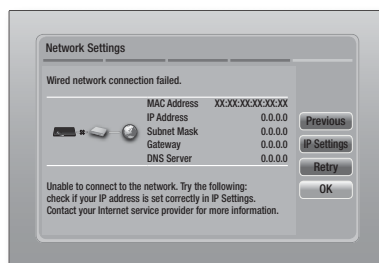 Network Settings
Wired network connection failed.
MAC Address XX:XX:XX:XX:XX:XX
IP Address 0.0.0.0
Subnet Mask 0.0.0.0
Gateway 0.0.0.0
DNS Server 0.0.0.0
Previous
IP Settings
Retry
OK
Unable to connect to the network. Try the following:
check if your IP address is set correctly in IP Settings.
Contact your Internet service provider for more information.